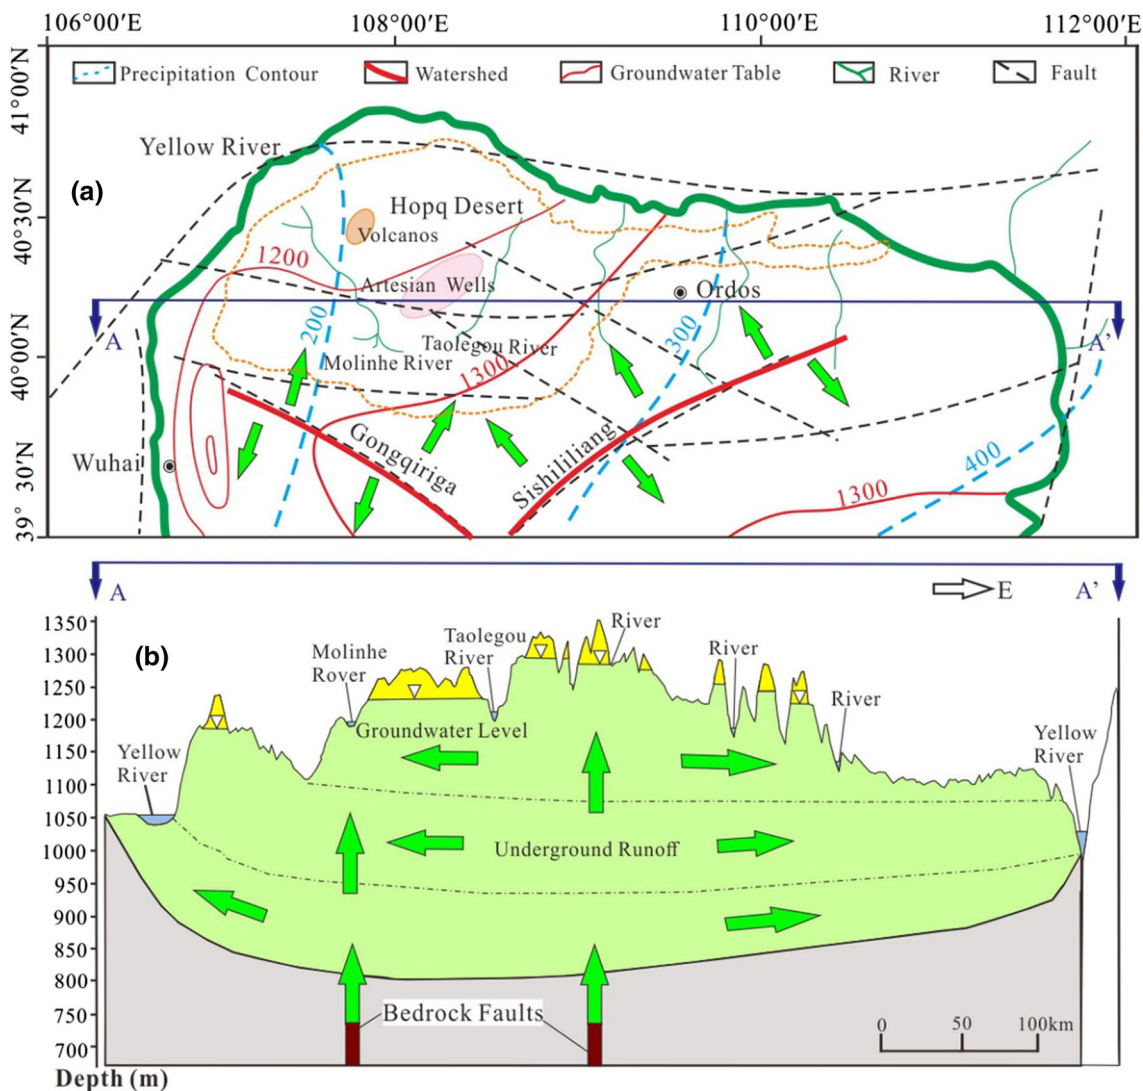 106°00′E 108°00′E 110°00′E 112°00′E
41°00′N
Precipitation Contour Watershed Groundwater Table River Fault
Yellow River
(a)
40°30′N
Hopq Desert
Volcanos
1200
Artesian Wells
Ordos
A A'
200
300
40°00′N
Taolegou River
Molinhe River
1300
Gongqiriga
Sishililiang
Wuhai
30′N
400
1300
39°
A E A'
1350
1300
1250
1200
1150
1100
1050
1000
950
900
850
800
750
700
(b)
Molinhe
Rover
Taolegou
River
River
River
River
Groundwater Level
Yellow
River
Yellow
River
Underground Runoff
Bedrock Faults
0 50 100km
Depth (m)